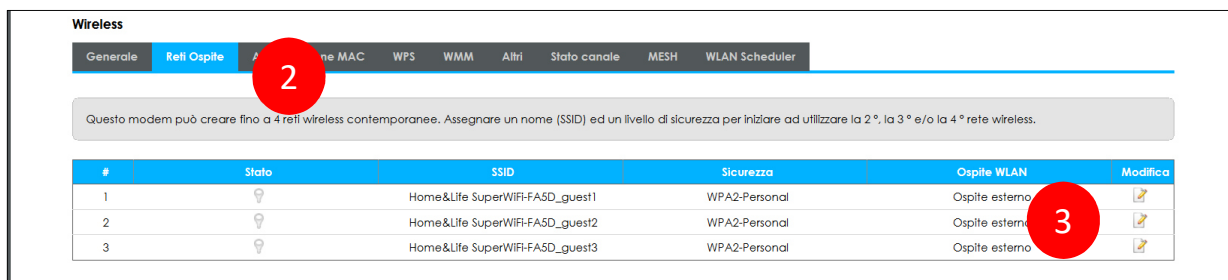 Wireless
Generale Reti Ospite ne MAC WPS WMM Altri Stato canale MESH WLAN Scheduler
2
Questo modem può creare fino a 4 reti wireless contemporanee. Assegnare un nome (SSID) ed un livello di sicurezza per iniziare ad utilizzare la 2 º, la 3 º e/o la 4 º rete wireless.
# Stato SSID Sicurezza Ospite WLAN Modifica
1 Home&Life SuperWiFi-FA5D_guest1 WPA2-Personal Ospite esterno
2 Home&Life SuperWiFi-FA5D_guest2 WPA2-Personal Ospite esterno
3
3 Home&Life SuperWiFi-FA5D_guest3 WPA2-Personal Ospite esterno